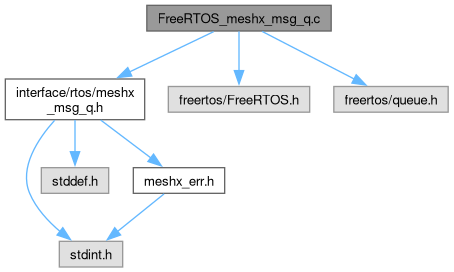 FreeRTOS_meshx_msg_q.c
interface/rtos/meshx
_msg_q.h
freertos/FreeRTOS.h
freertos/queue.h
stddef.h
meshx_err.h
stdint.h